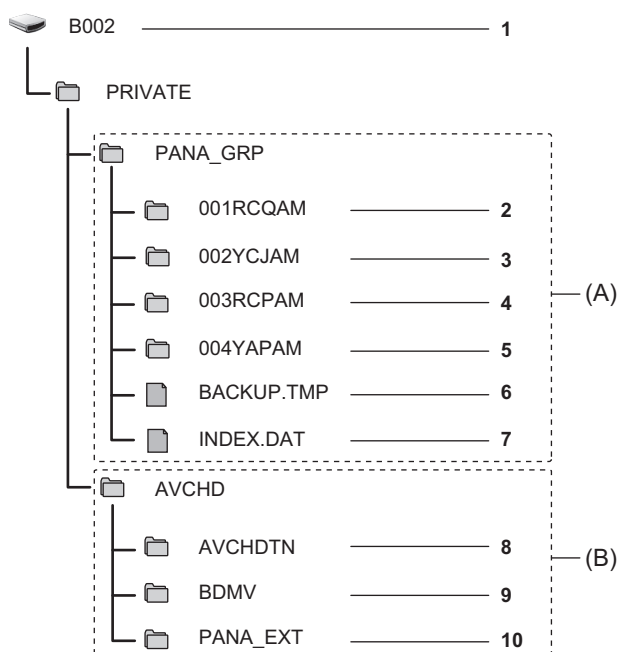 B002 1
PRIVATE
PANA_GRP
001RCQAM 2
002YCJAM 3
003RCPAM 4
(A)
004YAPAM 5
BACKUP.TMP 6
INDEX.DAT 7
AVCHD
AVCHDTN 8
(B)
BDMV 9
PANA_EXT 10